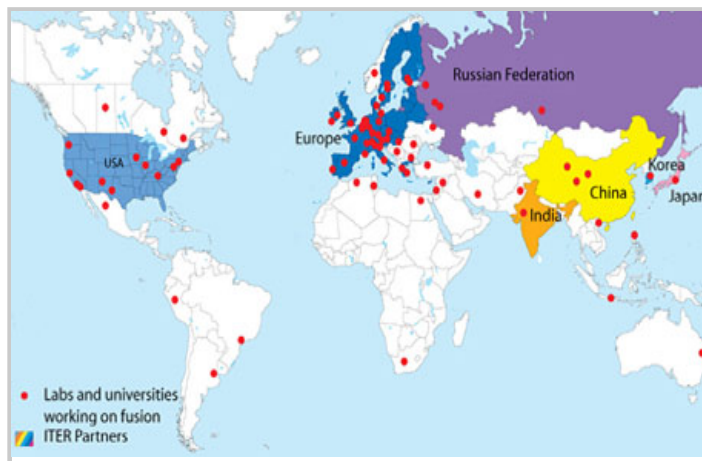 Russian Federation
Europe
USA
Korea
China
Japan
India
Labs and universities
working on fusion
ITER Partners